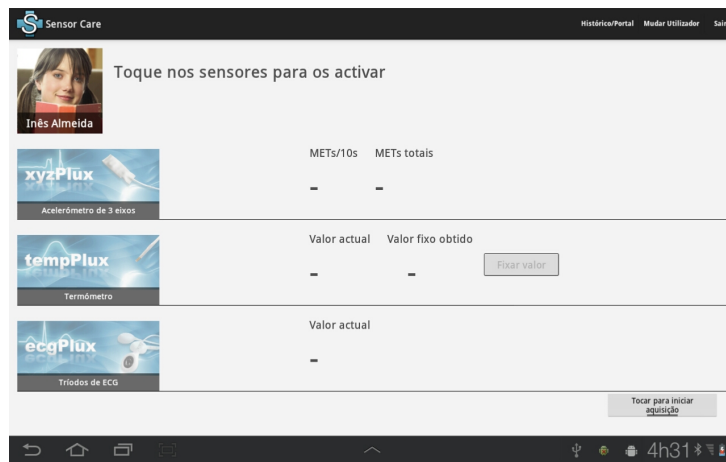 Sensor Care
Histórico/Portal Mudar Utilizador Sair
Toque nos sensores para os activar
Inês Almeida
METs/10s METs totais
xyzPlux
- -
Acelerómetro de 3 eixos
Valor actual Valor fixo obtido
tempPlux
- - Fixar valor
Termómetro
Valor actual
ecgPlux
-
Tríodos de ECG
Tocar para iniciar
aquisição
4h31